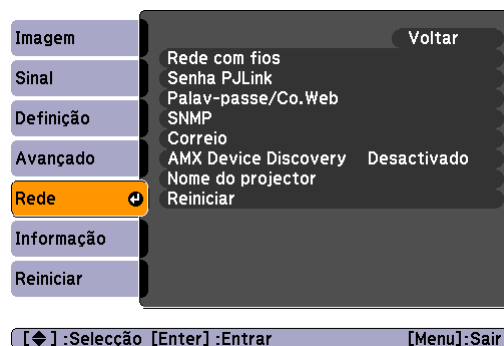 Imagem
Sinal
Definição
Avançado
Rede
Informação
Reiniciar
Voltar
Rede com fios
Senha PJLink
Palav-passe/Co.Web
SNMP
Correio
AMX Device Discovery Desactivado
Nome do projector
Reiniciar
[◆] :Selecção [Enter] :Entrar [Menu]:Sair